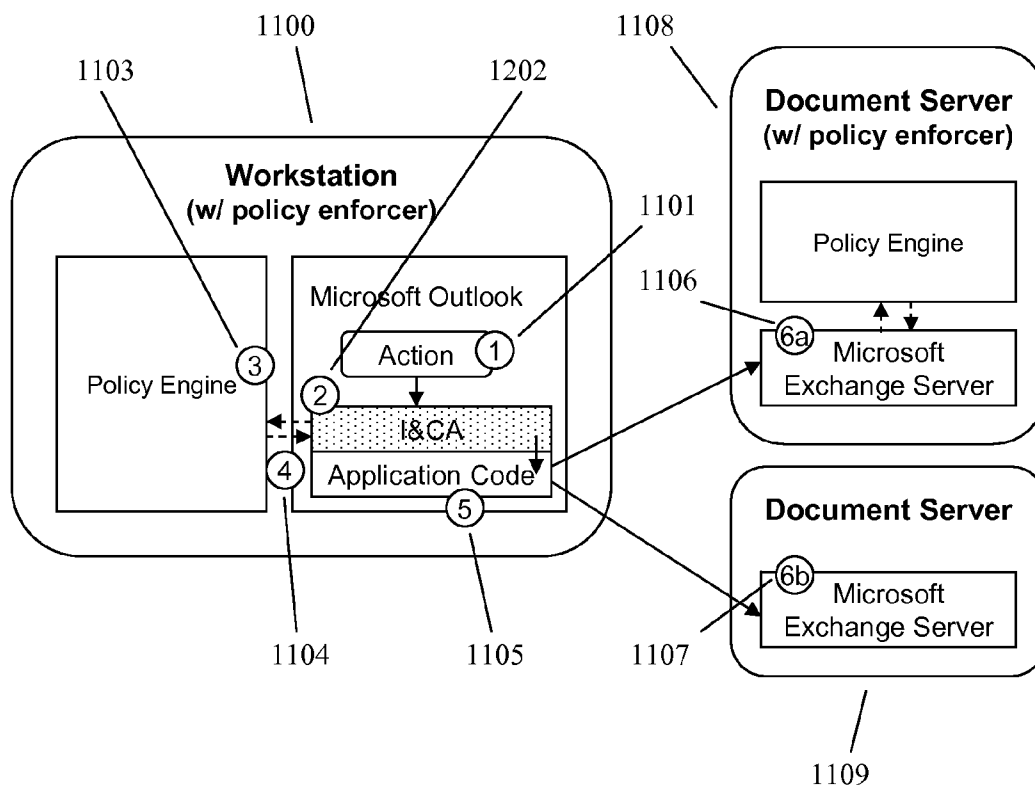 1100
1108
1103
1202
Document Server
(w/ policy enforcer)
Workstation
(w/ policy enforcer)
1101
Policy Engine
1106
Microsoft Outlook
6a
1
Action
3
Microsoft
Exchange Server
Policy Engine
2
I&CA
4
Application Code
5
Document Server
6b
Microsoft
Exchange Server
1104
1105
1107
1109